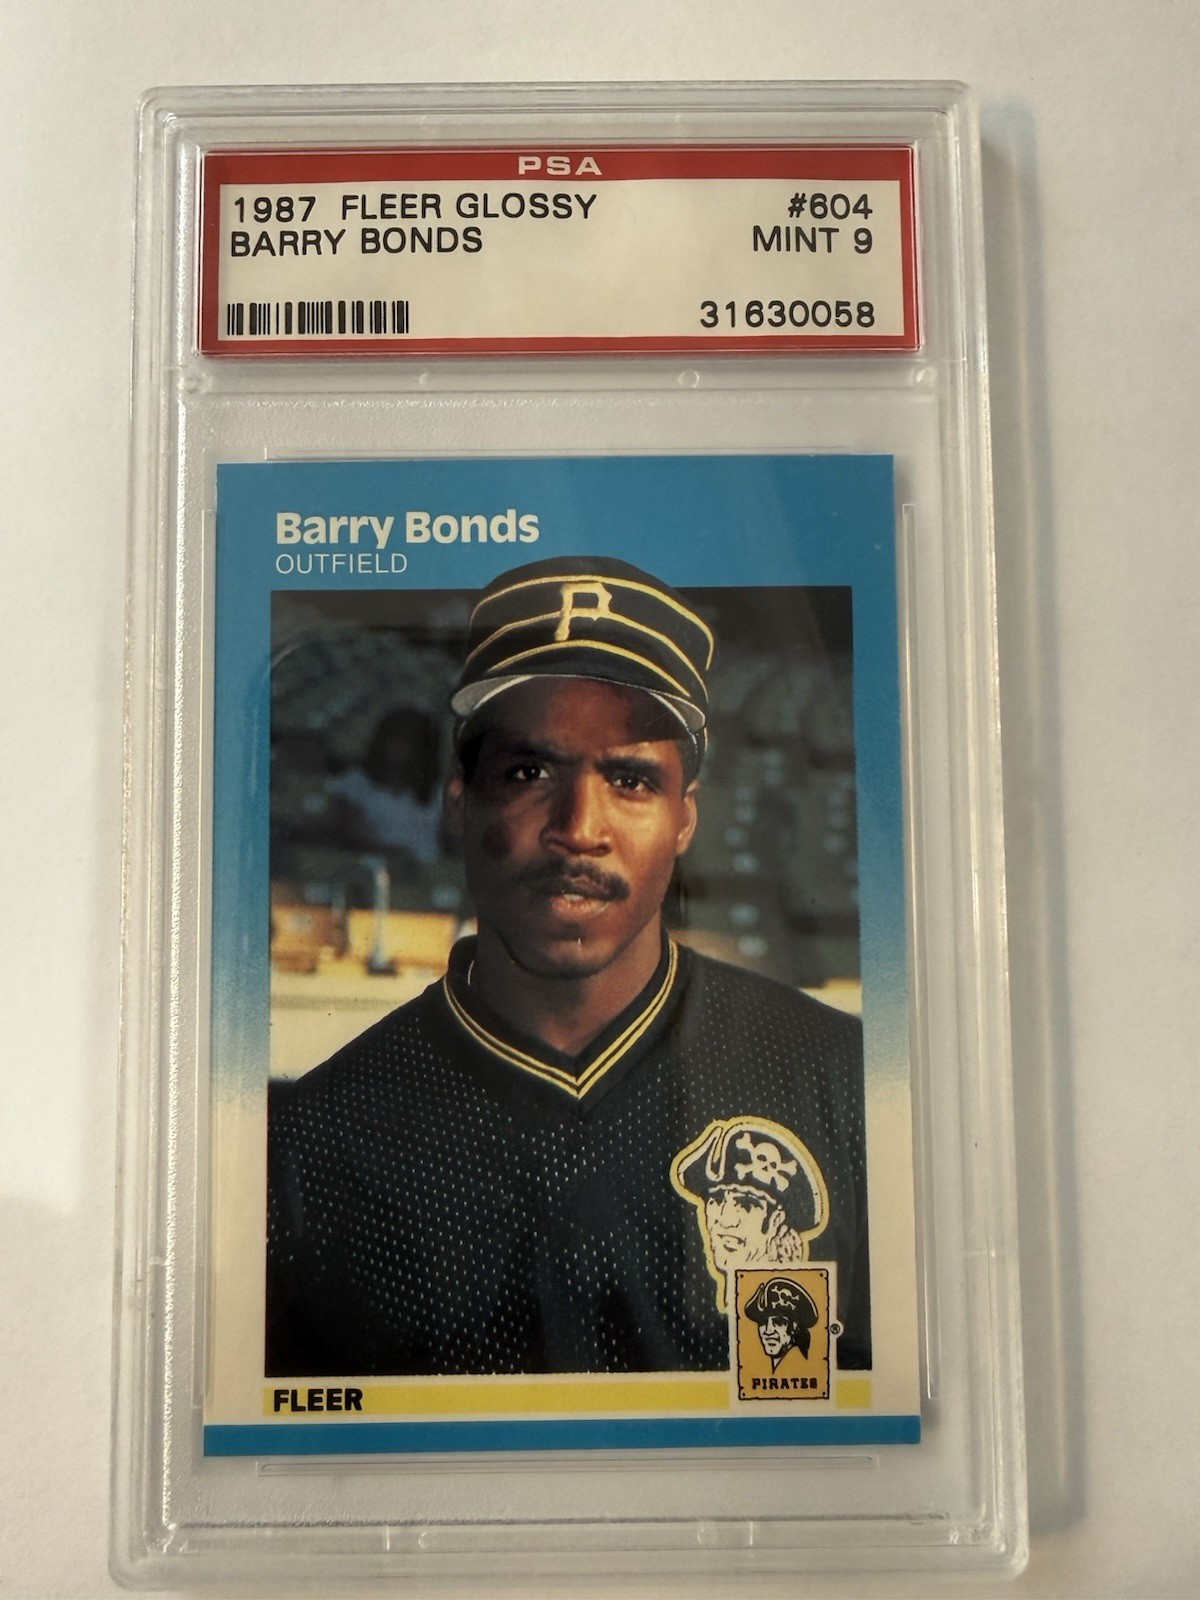 PSA
1987 FLEER GLOSSY #604
BARRY BONDS MINT 9
31630058
Barry Bonds
OUTFIELD
P
PIRATES
®
FLEER